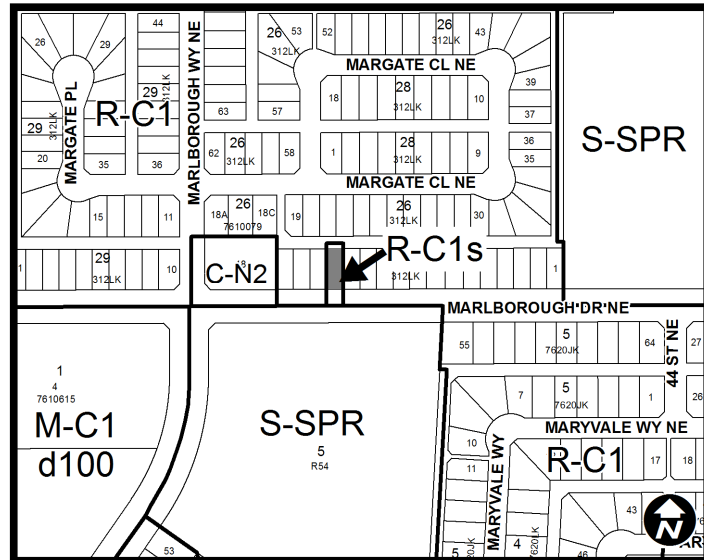 44
26
53
52
26
312LK
43
26
29
MARGATE CL NE
39
29
312LK
MARLBOROUGH WY NE
28
312LK
18
10
37
MARGATE PL
R-C1
63
57
S-SPR
29
312LK
26
312LK
28
312LK
36
35
20
35
36
62
58
1
9
MARGATE CL NE
26
18A
18C
7610079
19
26
312LK
30
15
11
R-C1s
1
29
312LK
10
C-N2
312LK
1
MARLBOROUGH DR NE
55
5
7620JK
64
27
44 ST NE
1
4
7610615
M-C1
d100
S-SPR
5
R54
7
5
7620JK
1
26
MARYVALE WY NE
10
11
R-C1
17
18
MARYVALE WY
43
N
53
5
4
7620LK
46